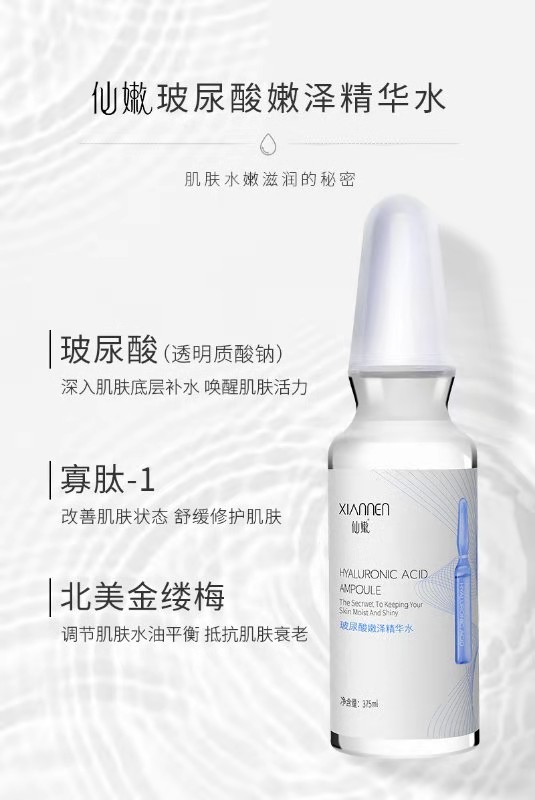 仙嫩玻尿酸嫩泽精华水
肌肤水嫩滋润的秘密
玻尿酸(透明质酸钠)
深入肌肤底层补水 唤醒肌肤活力
寡肽-1
改善肌肤状态 舒缓修护肌肤
北美金缕梅
调节肌肤水油平衡 抵抗肌肤衰老
XIANNEN
仙嫩
HYALURONIC ACID
AMPOULE
The Secruet To Keeping Your
Skin Moist And Shiny
玻尿酸嫩泽精华水
净含量：375ml